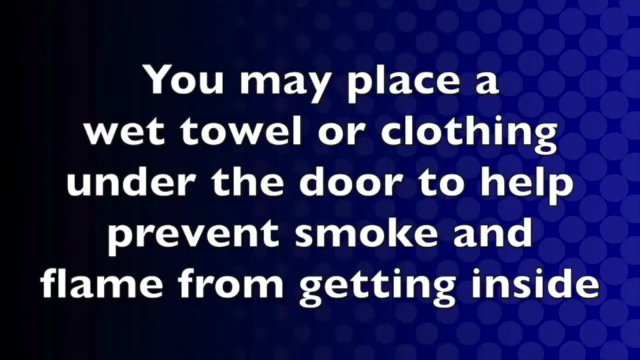 You may place a
wet towel or clothing
under the door to help
prevent smoke and
flame from getting inside